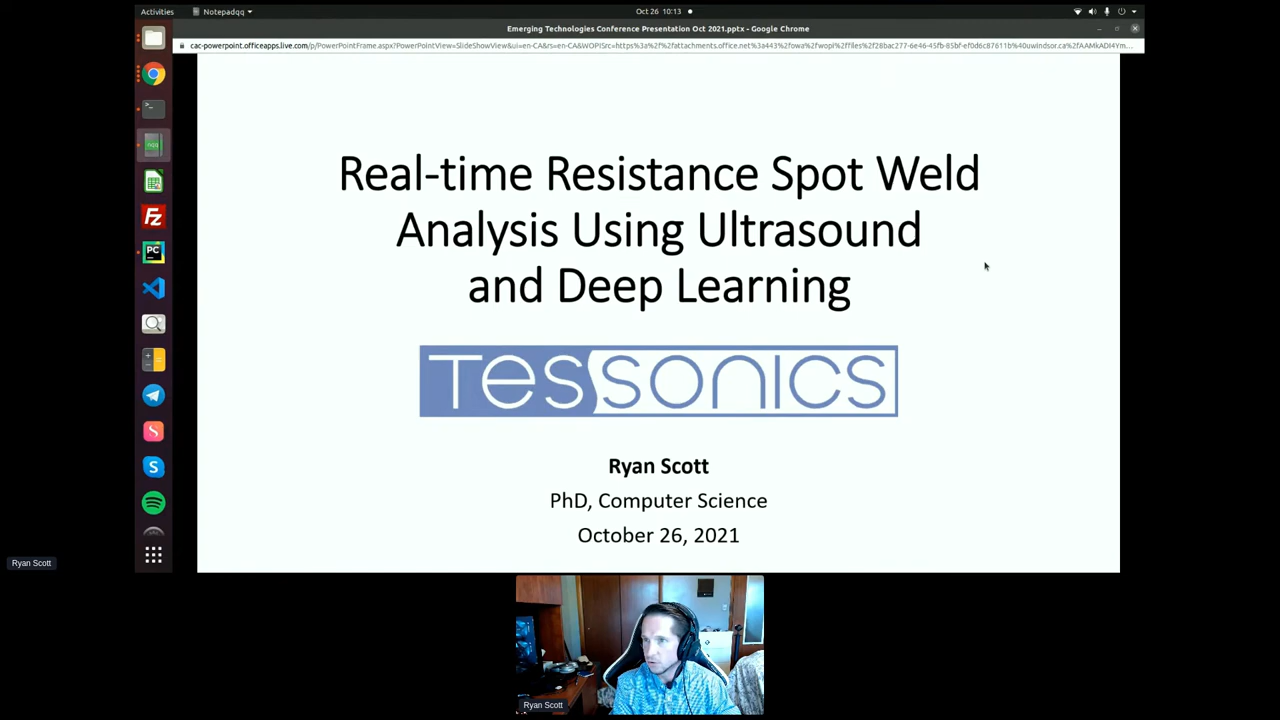 Activities
Notepadqq
Oct 26 10:13
Emerging Technologies Conference Presentation Oct 2021.pptx - Google Chrome
Real-time Resistance Spot Weld
Analysis Using Ultrasound
and Deep Learning
Tessonics
Ryan Scott
PhD, Computer Science
October 26, 2021
Ryan Scott
Ryan Scott